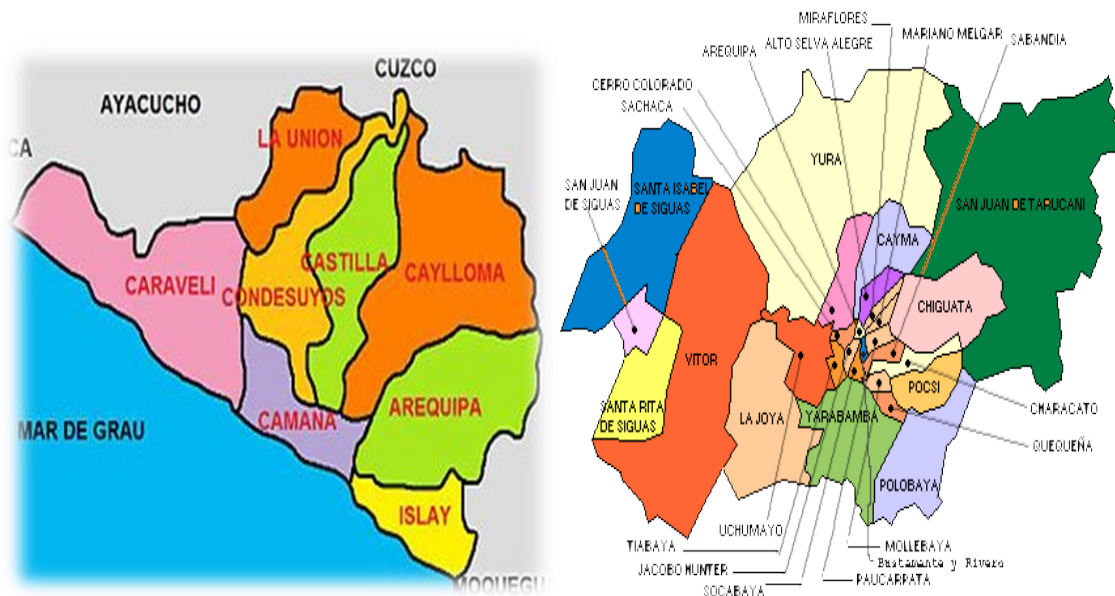 CUZCO
AYACUCHO
LA UNION
CA
CARAVELI
CASTILLA
CAYLLOMA
CONDESUYOS
CAMANA
AREQUIPA
MAR DE GRAU
ISLAY
MOQUEGU
MIRAFLORES
AREQUIPA
ALTO SELVA ALEGRE
MARIANO MELGAR
SABANDIA
CERRO COLORADO
SACHACA
YURA
SAN JUAN
DE SIGUAS
SANTA ISABEL
DE SIGUAS
SAN JUAN DE TARUCANI
CAYMA
CHIGUATA
VITOR
POCSI
SANTA RITA
DE SIGUAS
LA JOYA
YARABAMBA
CHARACATO
QUEQUEÑA
POLOBAYA
UCHUMAYO
TIABAYA
MOLLEBAYA
Bustamante y Rivero
JACOBO HUNTER
PAUCARPATA
SOCABAYA